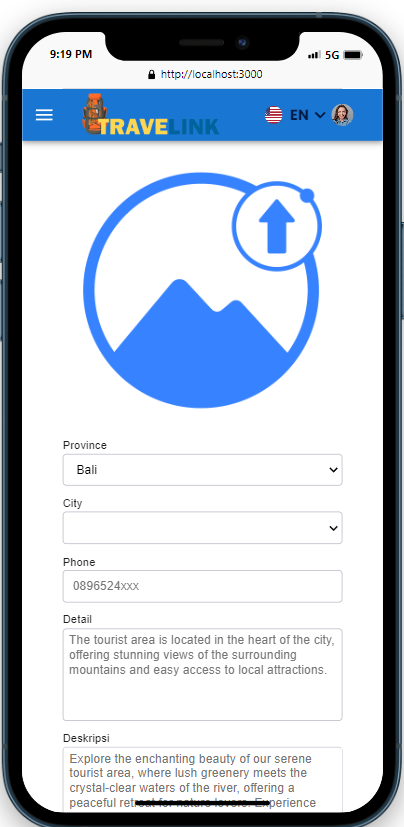 9:19 PM
5G
http://localhost:3000
TRAVELINK
EN
Province
Bali
City
Phone
0896524xxx
Detail
The tourist area is located in the heart of the city,
offering stunning views of the surrounding
mountains and easy access to local attractions.
Deskripsi
Explore the enchanting beauty of our serene
tourist area, where lush greenery meets the
crystal-clear waters of the river, offering a
peaceful retreat for nature lovers. Experience